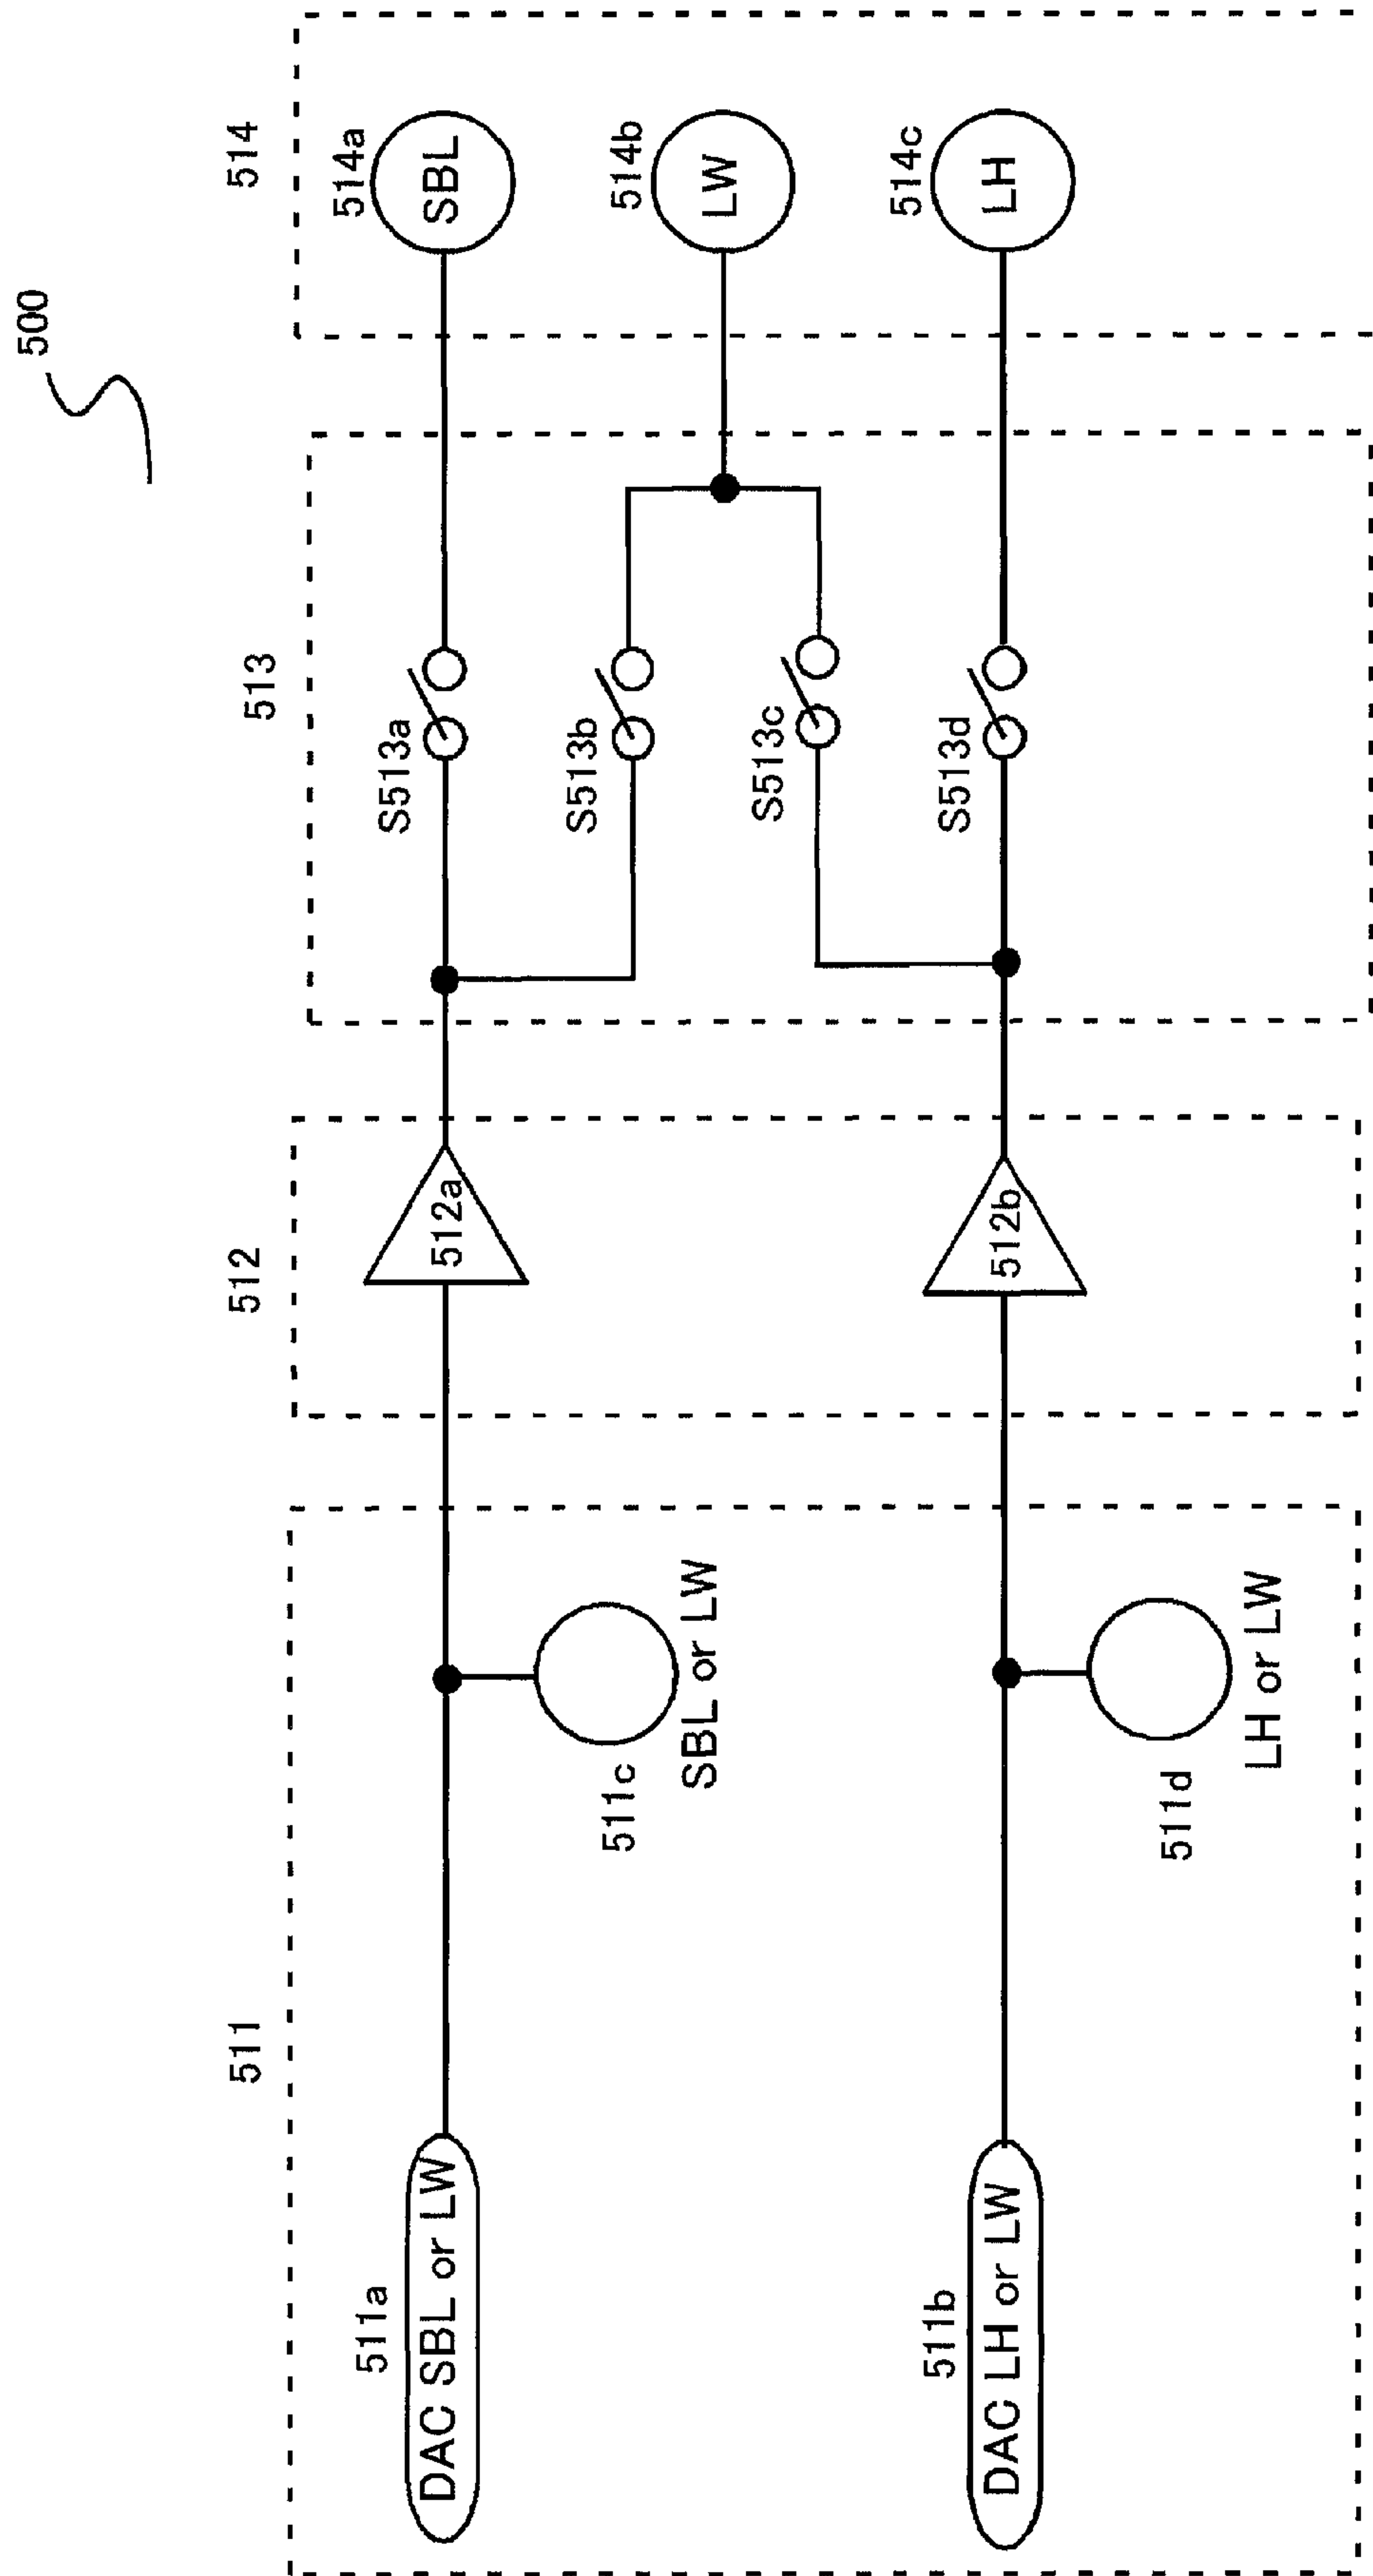 500
511
512
513
514
511a
DAC SBL or LW
511c
SBL or LW
512a
S513a
S513b
514a
SBL
514b
LW
511b
DAC LH or LW
511d
LH or LW
512b
S513c
S513d
514c
LH